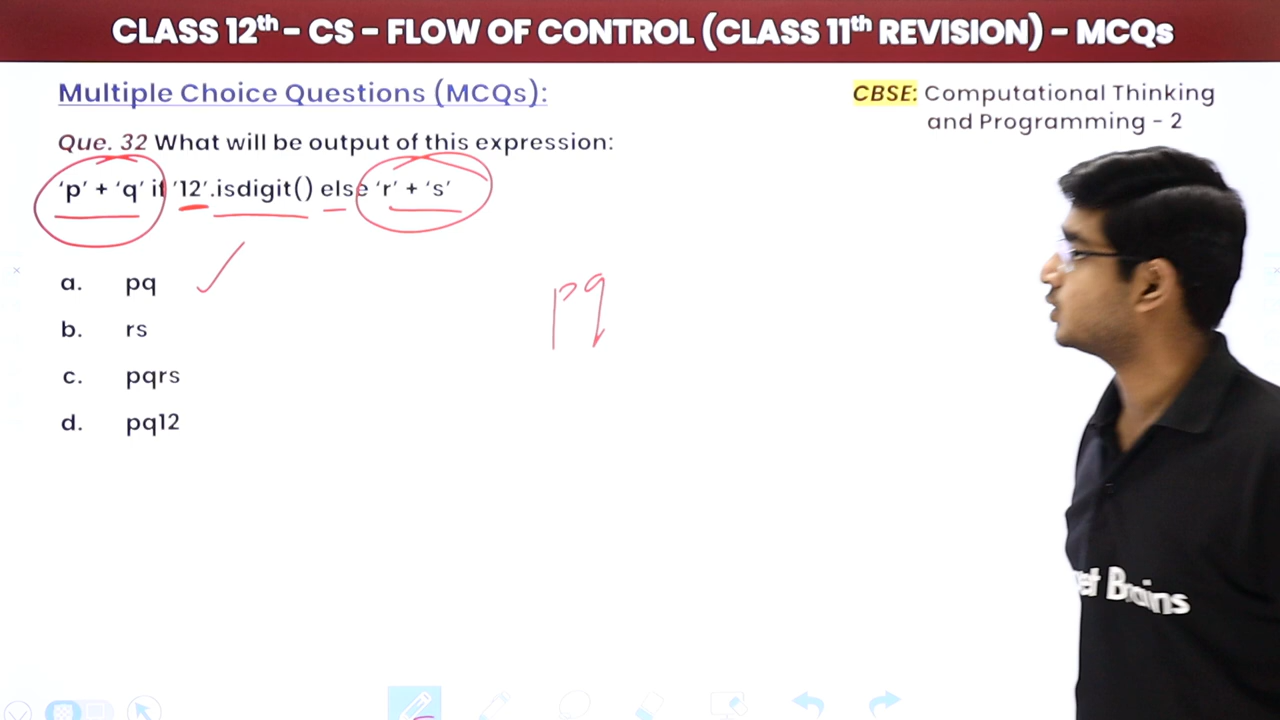 CLASS 12th – CS – FLOW OF CONTROL (CLASS 11th REVISION) – MCQs
Multiple Choice Questions (MCQs):
CBSE: Computational Thinking
and Programming - 2
Que. 32 What will be output of this expression:
'p' + 'q' if '12'.isdigit() else 'r' + 's'
a. pq
b. rs
c. pqrs
d. pq12
pq
Brains